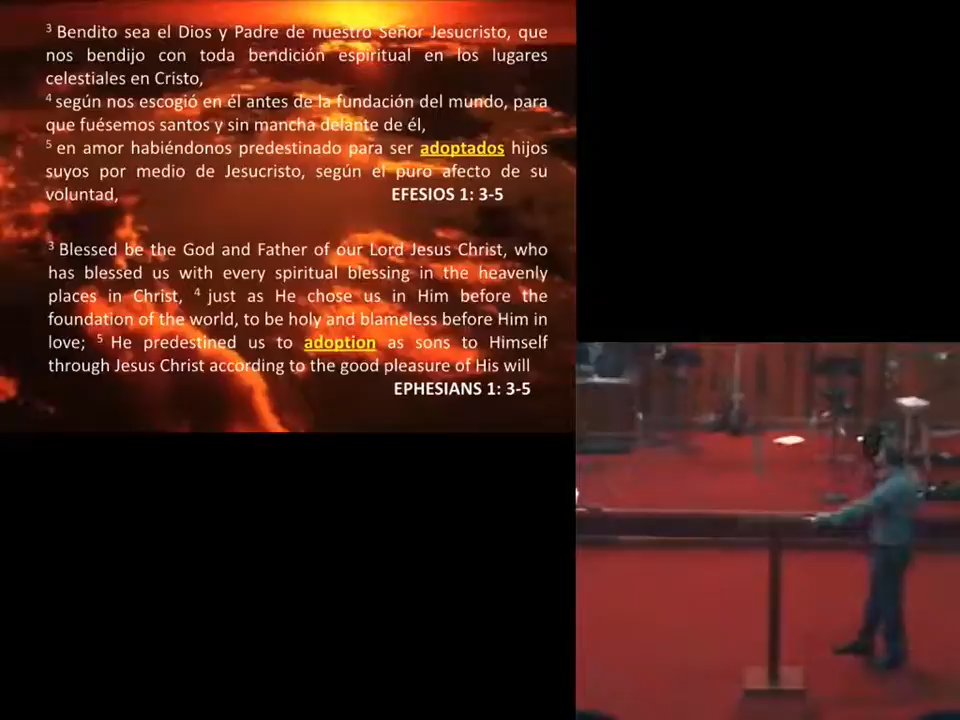 ³ Bendito sea el Dios y Padre de nuestro Señor Jesucristo, que
nos bendijo con toda bendición espiritual en los lugares
celestiales en Cristo,
⁴ según nos escogió en él antes de la fundación del mundo, para
que fuésemos santos y sin mancha delante de él,
⁵ en amor habiéndonos predestinado para ser adoptados hijos
suyos por medio de Jesucristo, según el puro afecto de su
voluntad, EFESIOS 1: 3-5
³ Blessed be the God and Father of our Lord Jesus Christ, who
has blessed us with every spiritual blessing in the heavenly
places in Christ, ⁴ just as He chose us in Him before the
foundation of the world, to be holy and blameless before Him in
love; ⁵ He predestined us to adoption as sons to Himself
through Jesus Christ according to the good pleasure of His will
EPHESIANS 1: 3-5